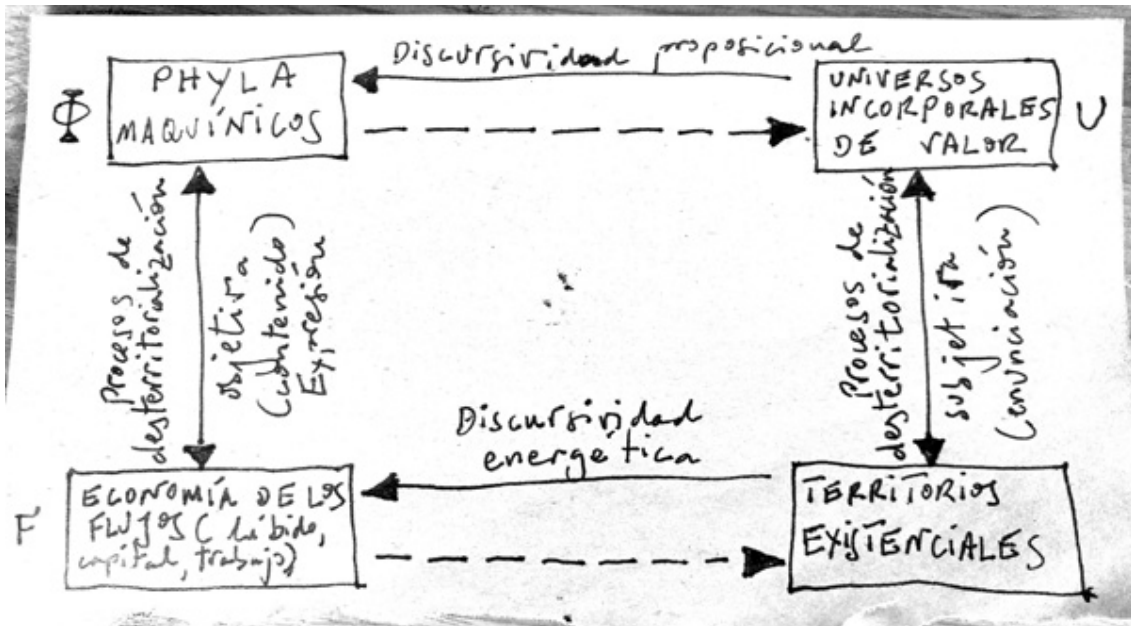 Discursividad proposicional
Φ
PHYLA
MAQUÍNICOS
UNIVERSOS
INCORPORALES
DE VALOR
U
Procesos de
desterritorialización
objetiva
(contenido)
Expresión
Procesos de
desterritorialización
subjetiva
(enunciación)
Discursividad
energética
F
ECONOMÍA DE LOS
FLUJOS (libido,
capital, trabajo)
TERRITORIOS
EXISTENCIALES